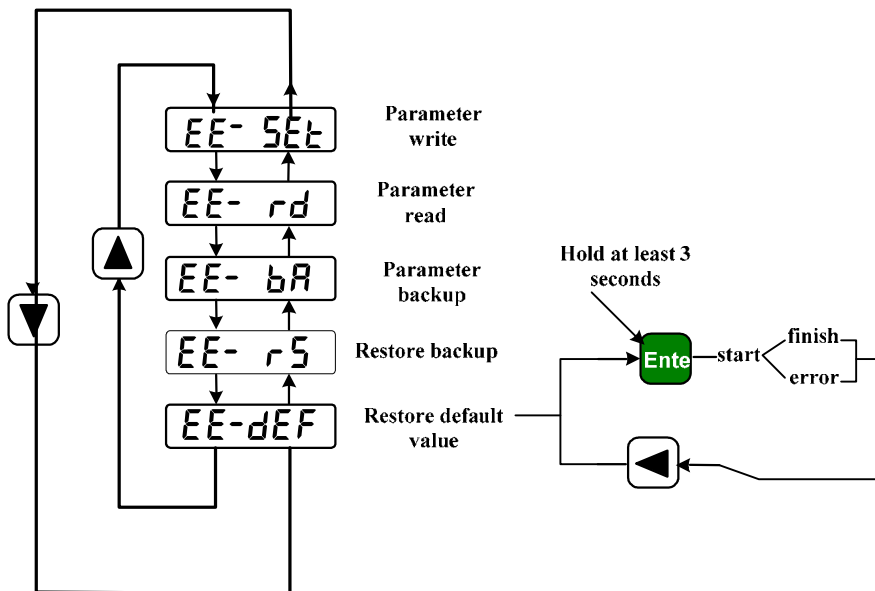 EE- SEt
Parameter
write
EE- rd
Parameter
read
EE- bA
Parameter
backup
EE- rS
Restore backup
EE-dEF
Restore default
value
Hold at least 3
seconds
Ente
start
finish
error